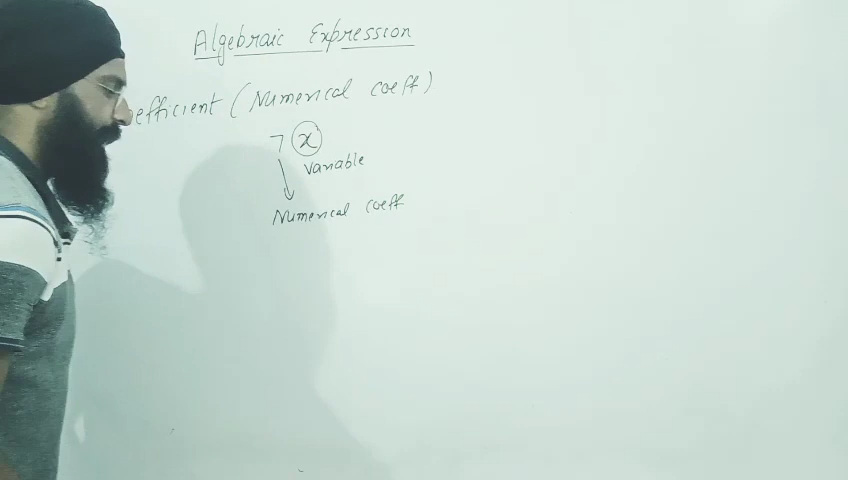 Algebraic Expression
efficient (Numerical coeff)
7 x
Variable
Numerical coeff